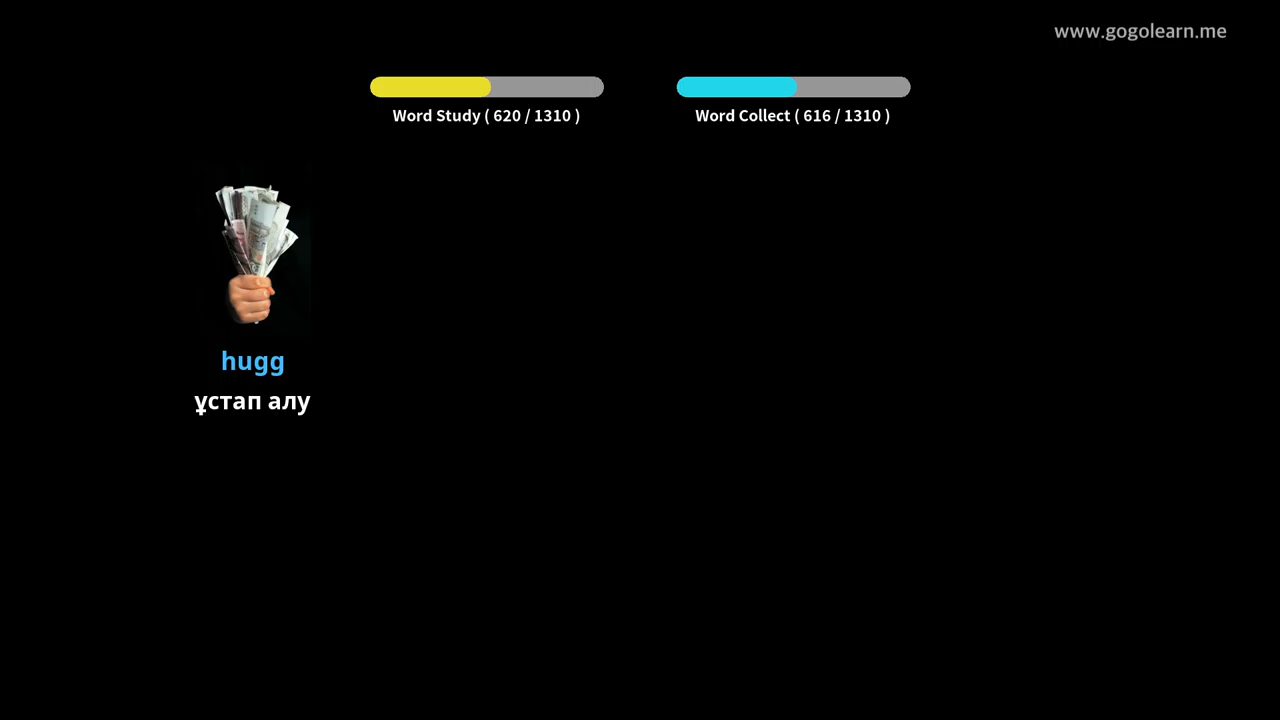 www.gogolearn.me
Word Study ( 620 / 1310 )
Word Collect ( 616 / 1310 )
hugg
ұстап алу